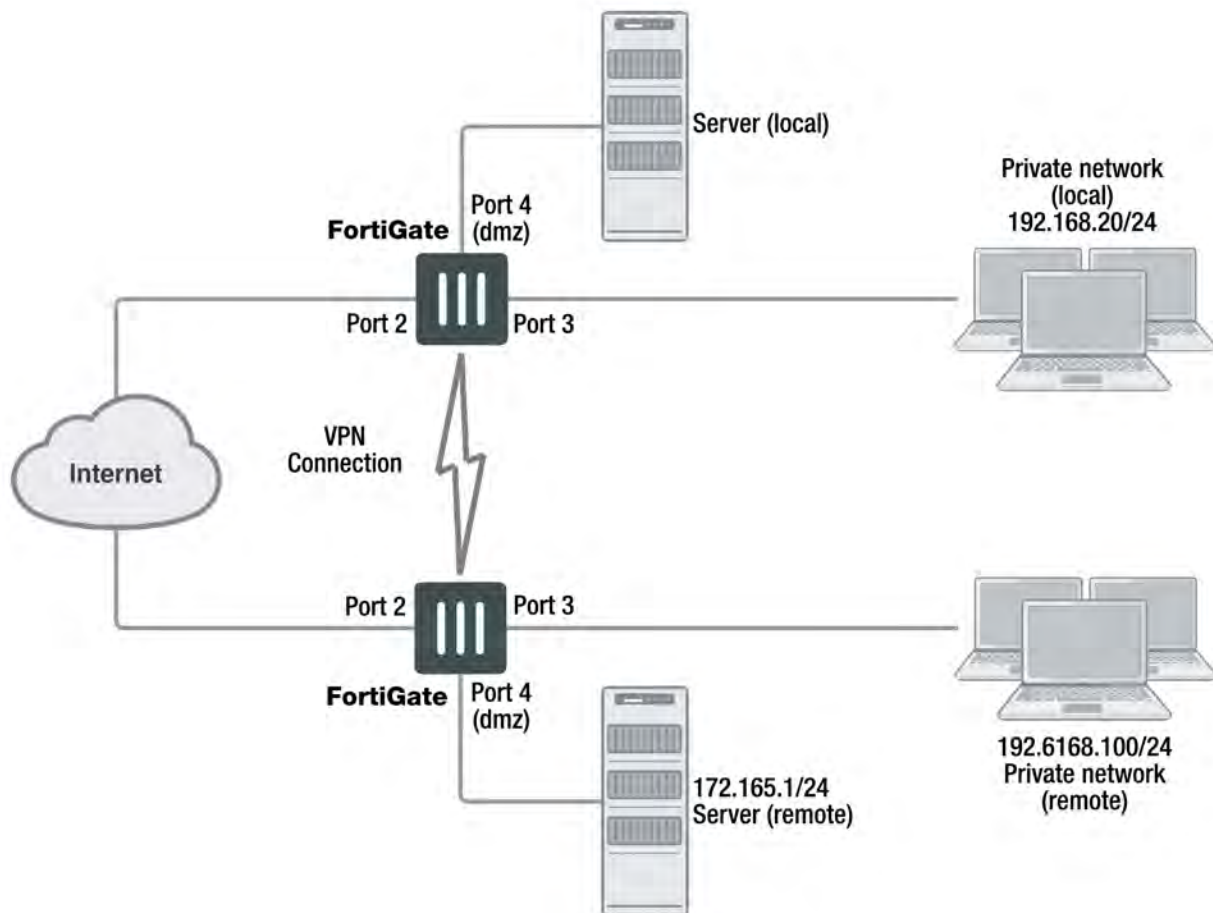 Server (local)
Port 4
(dmz)
FortiGate
Private network
(local)
192.168.20/24
Port 2
Port 3
VPN
Connection
Internet
Port 2
Port 3
FortiGate
Port 4
(dmz)
172.165.1/24
Server (remote)
192.6168.100/24
Private network
(remote)